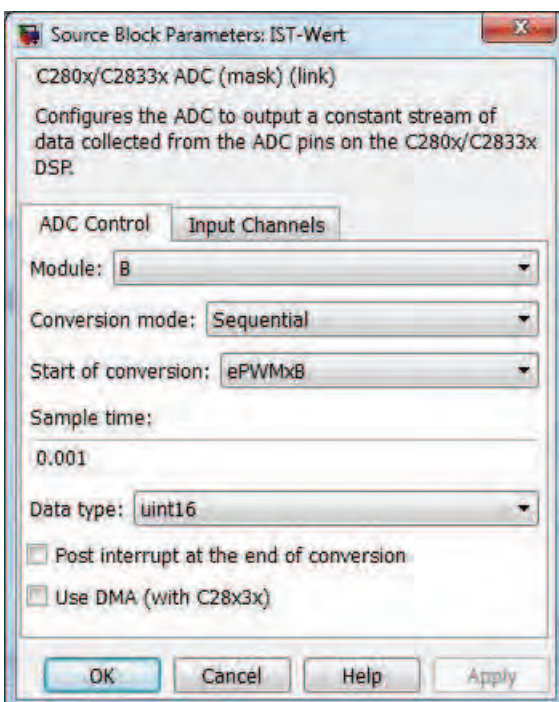 Source Block Parameters: IST-Wert
C280x/C2833x ADC (mask) (link)
Configures the ADC to output a constant stream of
data collected from the ADC pins on the C280x/C2833x
DSP.
ADC Control Input Channels
Module: B
Conversion mode: Sequential
Start of conversion: ePWMxB
Sample time:
0.001
Data type: uint16
Post interrupt at the end of conversion
Use DMA (with C28x3x)
OK Cancel Help Apply